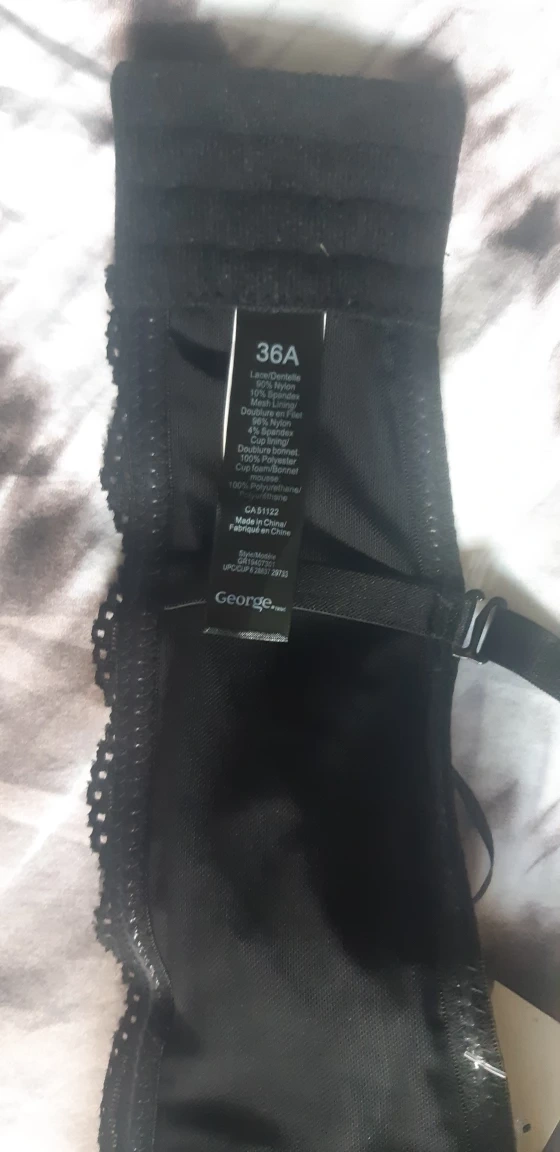 36A
Lace/Dentelle
90% Nylon
10% Spandex
Mesh Lining/
Doublure en Filet
96% Nylon
4% Spandex
Cup lining/
Doublure bonnet
100% Polyester
Cup foam/Bonnet
mousse
100% Polyurethane/
Polyuréthane
CA 51122
Made in China/
Fabriqué en Chine
Style/Modèle
George.